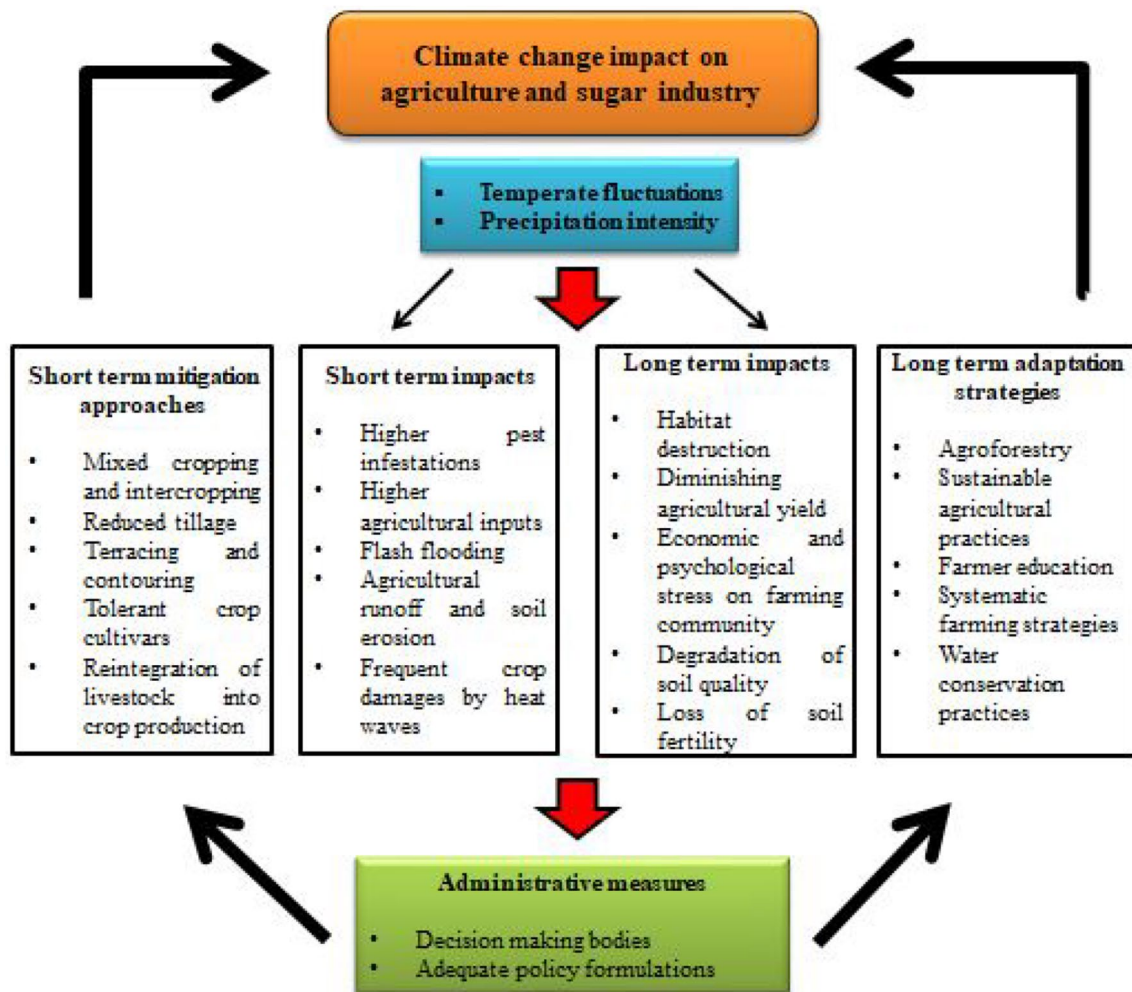 Climate change impact on
agriculture and sugar industry
▪ Temperate fluctuations
▪ Precipitation intensity
Short term mitigation
approaches
• Mixed cropping
and intercropping
• Reduced tillage
• Terracing and
contouring
• Tolerant crop
cultivars
• Reintegration of
livestock into
crop production
Short term impacts
• Higher pest
infestations
• Higher
agricultural inputs
• Flash flooding
• Agricultural
runoff and soil
erosion
• Frequent crop
damages by heat
waves
Long term impacts
• Habitat
destruction
• Diminishing
agricultural yield
• Economic and
psychological
stress on farming
community
• Degradation of
soil quality
• Loss of soil
fertility
Long term adaptation
strategies
• Agroforestry
• Sustainable
agricultural
practices
• Farmer education
• Systematic
farming strategies
• Water
conservation
practices
Administrative measures
• Decision making bodies
• Adequate policy formulations